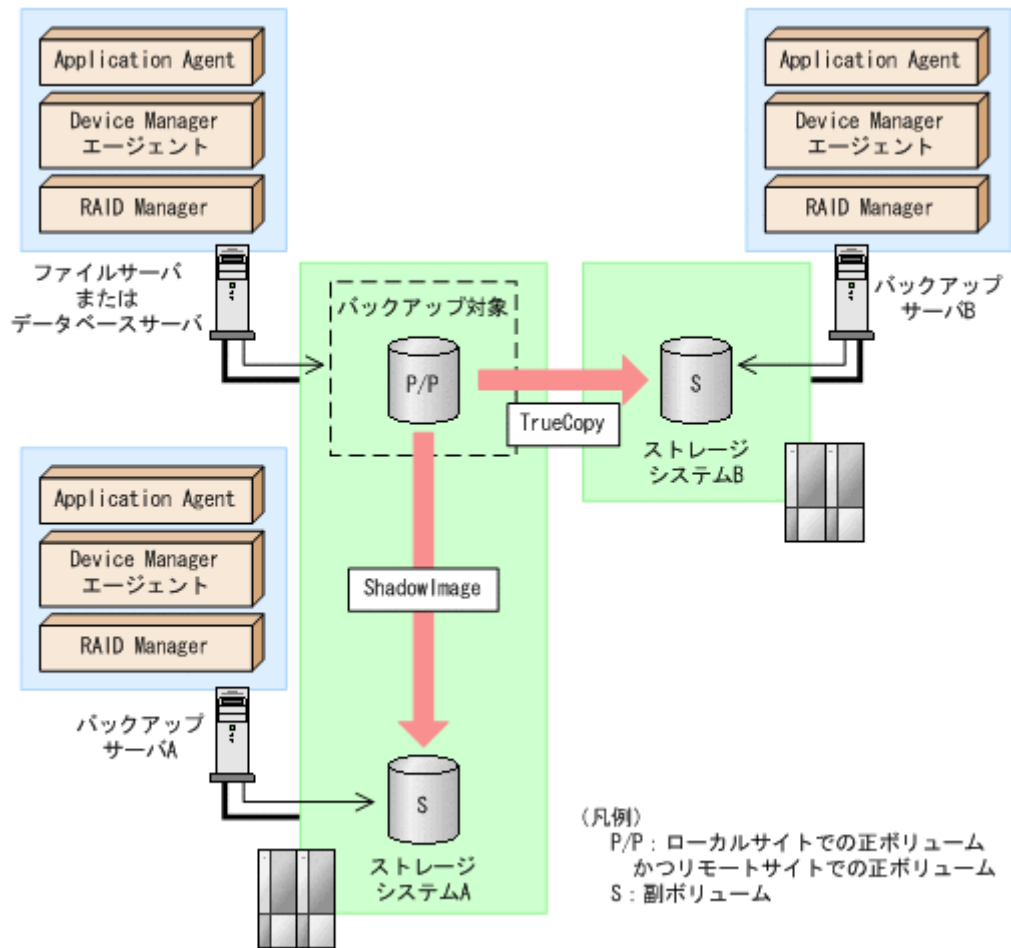 Application Agent
Device Manager
エージェント
RAID Manager
ファイルサーバ
または
データベースサーバ
Application Agent
Device Manager
エージェント
RAID Manager
バックアップ
サーバB
バックアップ対象
P/P
TrueCopy
S
ストレージ
システムB
Application Agent
Device Manager
エージェント
RAID Manager
バックアップ
サーバA
ShadowImage
S
ストレージ
システムA
(凡例)
P/P:ローカルサイトでの正ボリューム
かつリモートサイトでの正ボリューム
S:副ボリューム